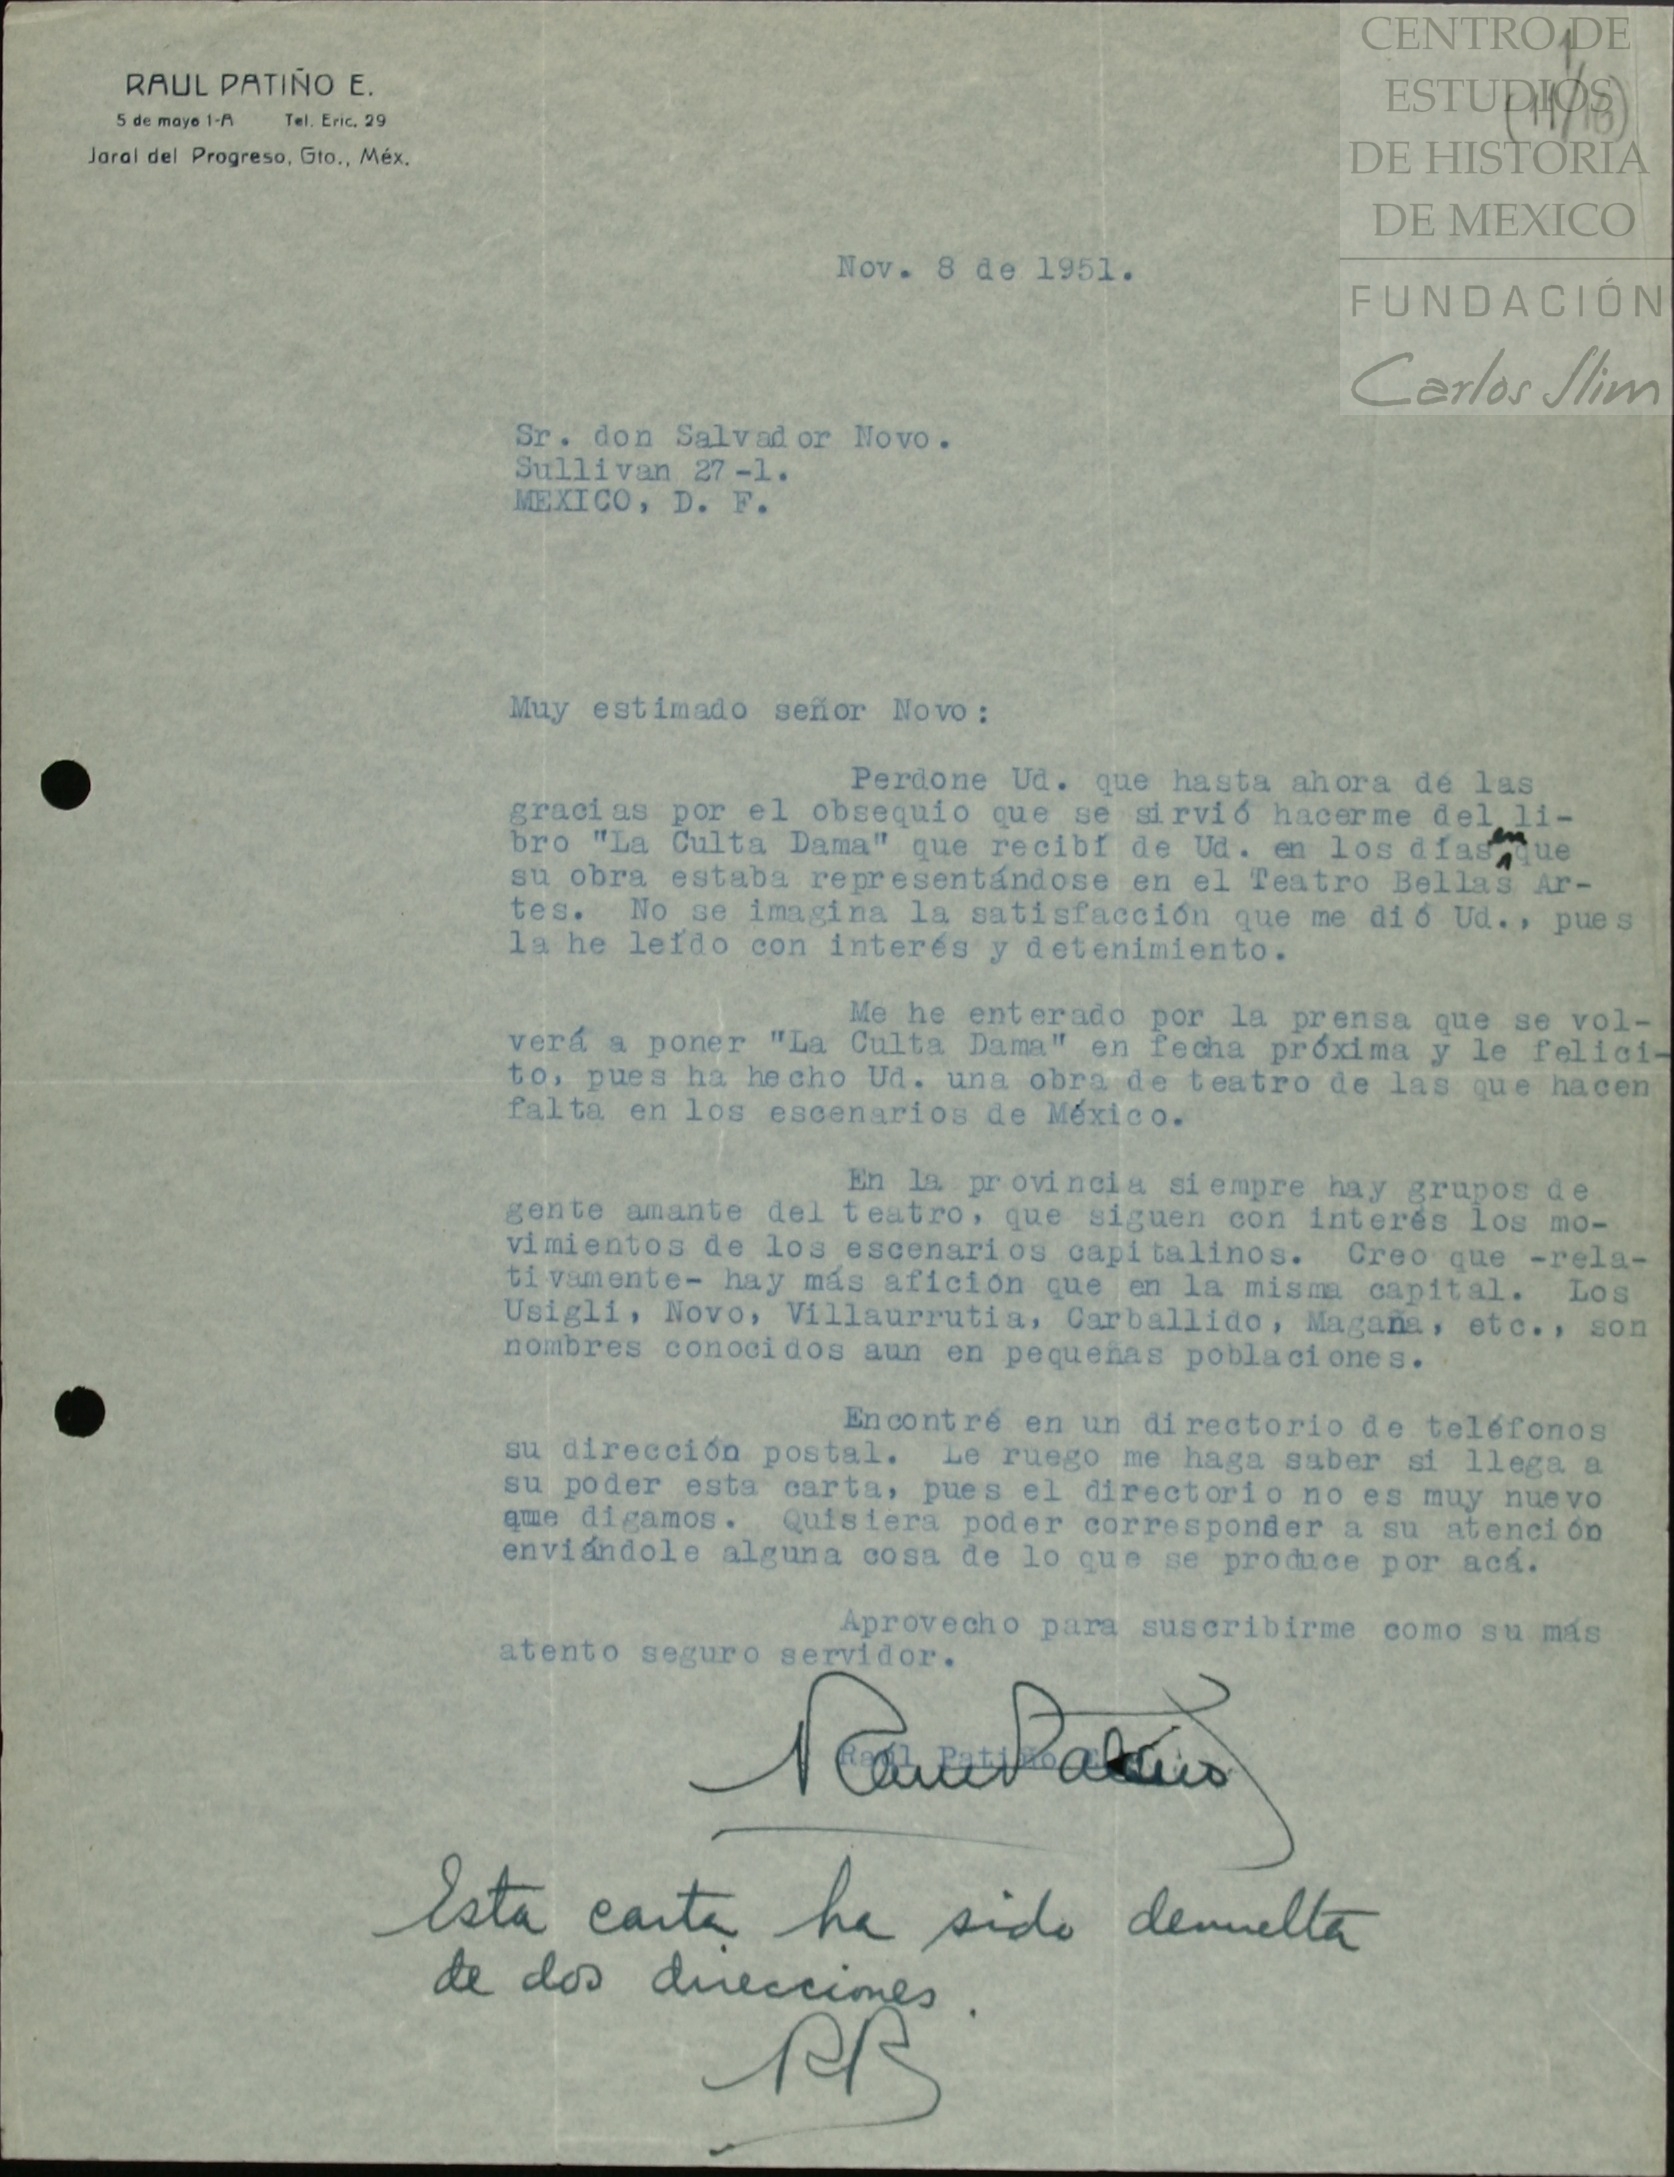 RAUL PATIÑO E.
5 de mayo 1-A Tel. Eric. 29
Jaral del Progreso, Gto., Méx.
CENTRO DE
ESTUDIOS
DE HISTORIA
DE MEXICO
FUNDACIÓN
Carlos Slim
Nov. 8 de 1951.
Sr. don Salvador Novo.
Sullivan 27-1.
MEXICO, D. F.
Muy estimado señor Novo:
Perdone Ud. que hasta ahora dé las
gracias por el obsequio que se sirvió hacerme del li-
bro "La Culta Dama" que recibí de Ud. en los días en que
su obra estaba representándose en el Teatro Bellas Ar-
tes. No se imagina la satisfacción que me dió Ud., pues
la he leído con interés y detenimiento.
Me he enterado por la prensa que se vol-
verá a poner "La Culta Dama" en fecha próxima y le felici-
to, pues ha hecho Ud. una obra de teatro de las que hacen
falta en los escenarios de México.
En la provincia siempre hay grupos de
gente amante del teatro, que siguen con interés los mo-
vimientos de los escenarios capitalinos. Creo que -rela-
tivamente- hay más afición que en la misma capital. Los
Usigli, Novo, Villaurrutia, Carballido, Magaña, etc., son
nombres conocidos aun en pequeñas poblaciones.
Encontré en un directorio de teléfonos
su dirección postal. Le ruego me haga saber si llega a
su poder esta carta, pues el directorio no es muy nuevo
que digamos. Quisiera poder corresponder a su atención
enviándole alguna cosa de lo que se produce por acá.
Aprovecho para suscribirme como su más
atento seguro servidor.
Raúl Patiño E.
Raul Patiño
Esta carta ha sido devuelta
de dos direcciones.